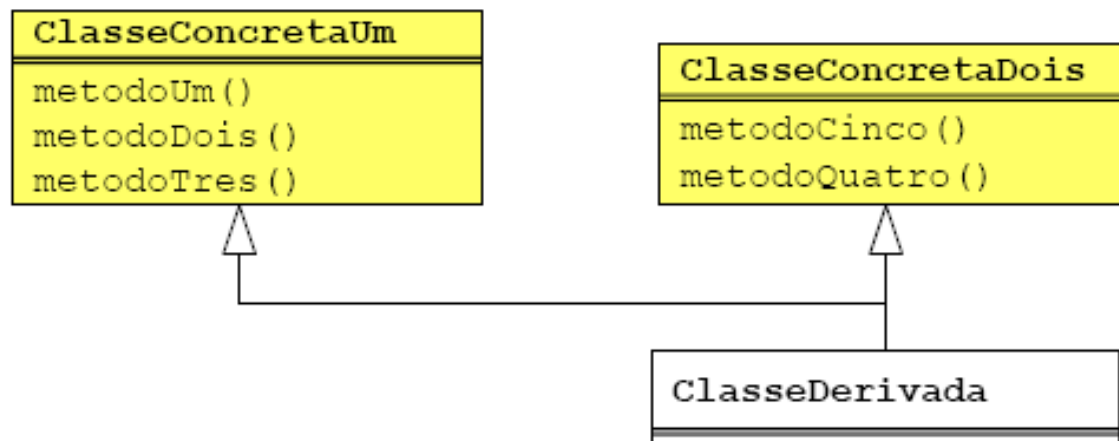 ClasseConcretaUm
metodoUm()
metodoDois()
metodoTres()
ClasseConcretaDois
metodoCinco()
metodoQuatro()
ClasseDerivada